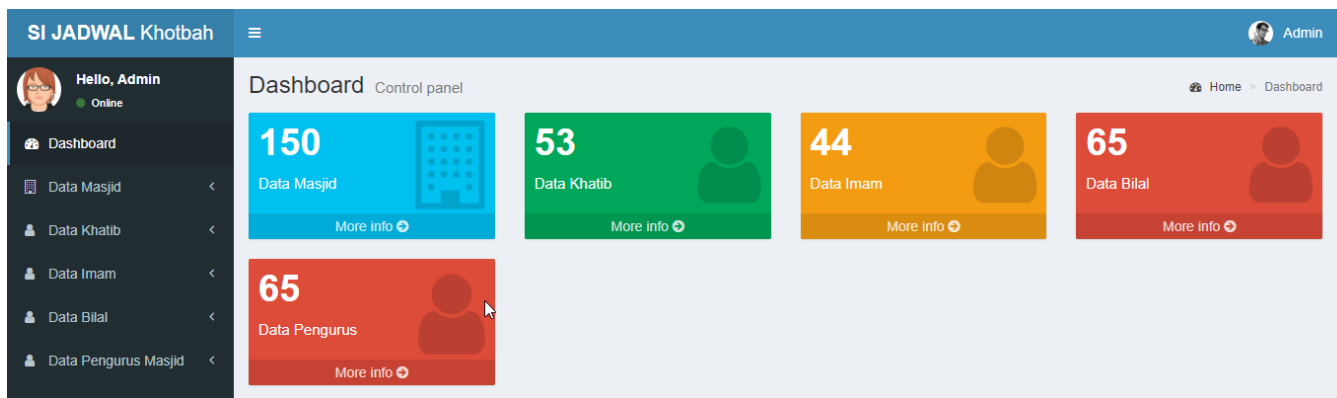 SI JADWAL Khotbah
Admin
Hello, Admin
Online
Dashboard
Data Masjid
Data Khatib
Data Imam
Data Bilal
Data Pengurus Masjid
Dashboard Control panel
Home > Dashboard
150
Data Masjid
More info
53
Data Khatib
More info
44
Data Imam
More info
65
Data Bilal
More info
65
Data Pengurus
More info